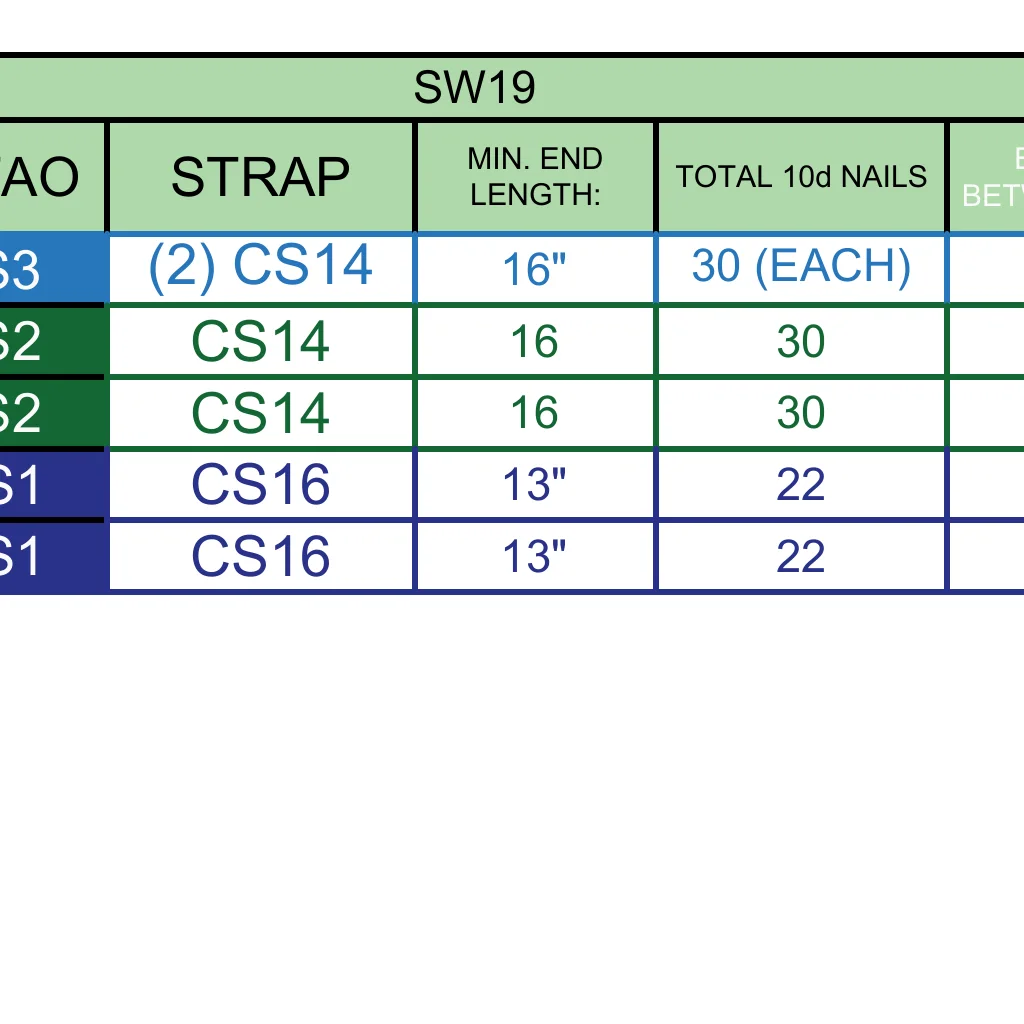 SW19
STRAP
MIN. END
LENGTH:
TOTAL 10d NAILS
(2) CS14
16"
30 (EACH)
CS14
16
30
CS14
16
30
CS16
13"
22
CS16
13"
22